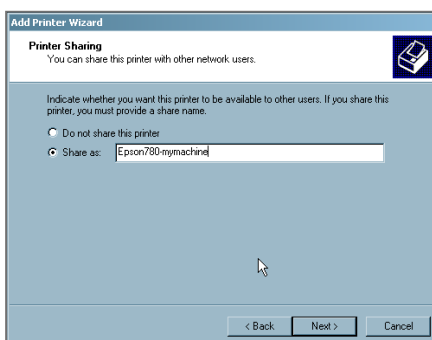 Add Printer Wizard
Printer Sharing
You can share this printer with other network users.
Indicate whether you want this printer to be available to other users. If you share this
printer, you must provide a share name.
Do not share this printer
Share as: Epson780-mymachine
< Back Next > Cancel